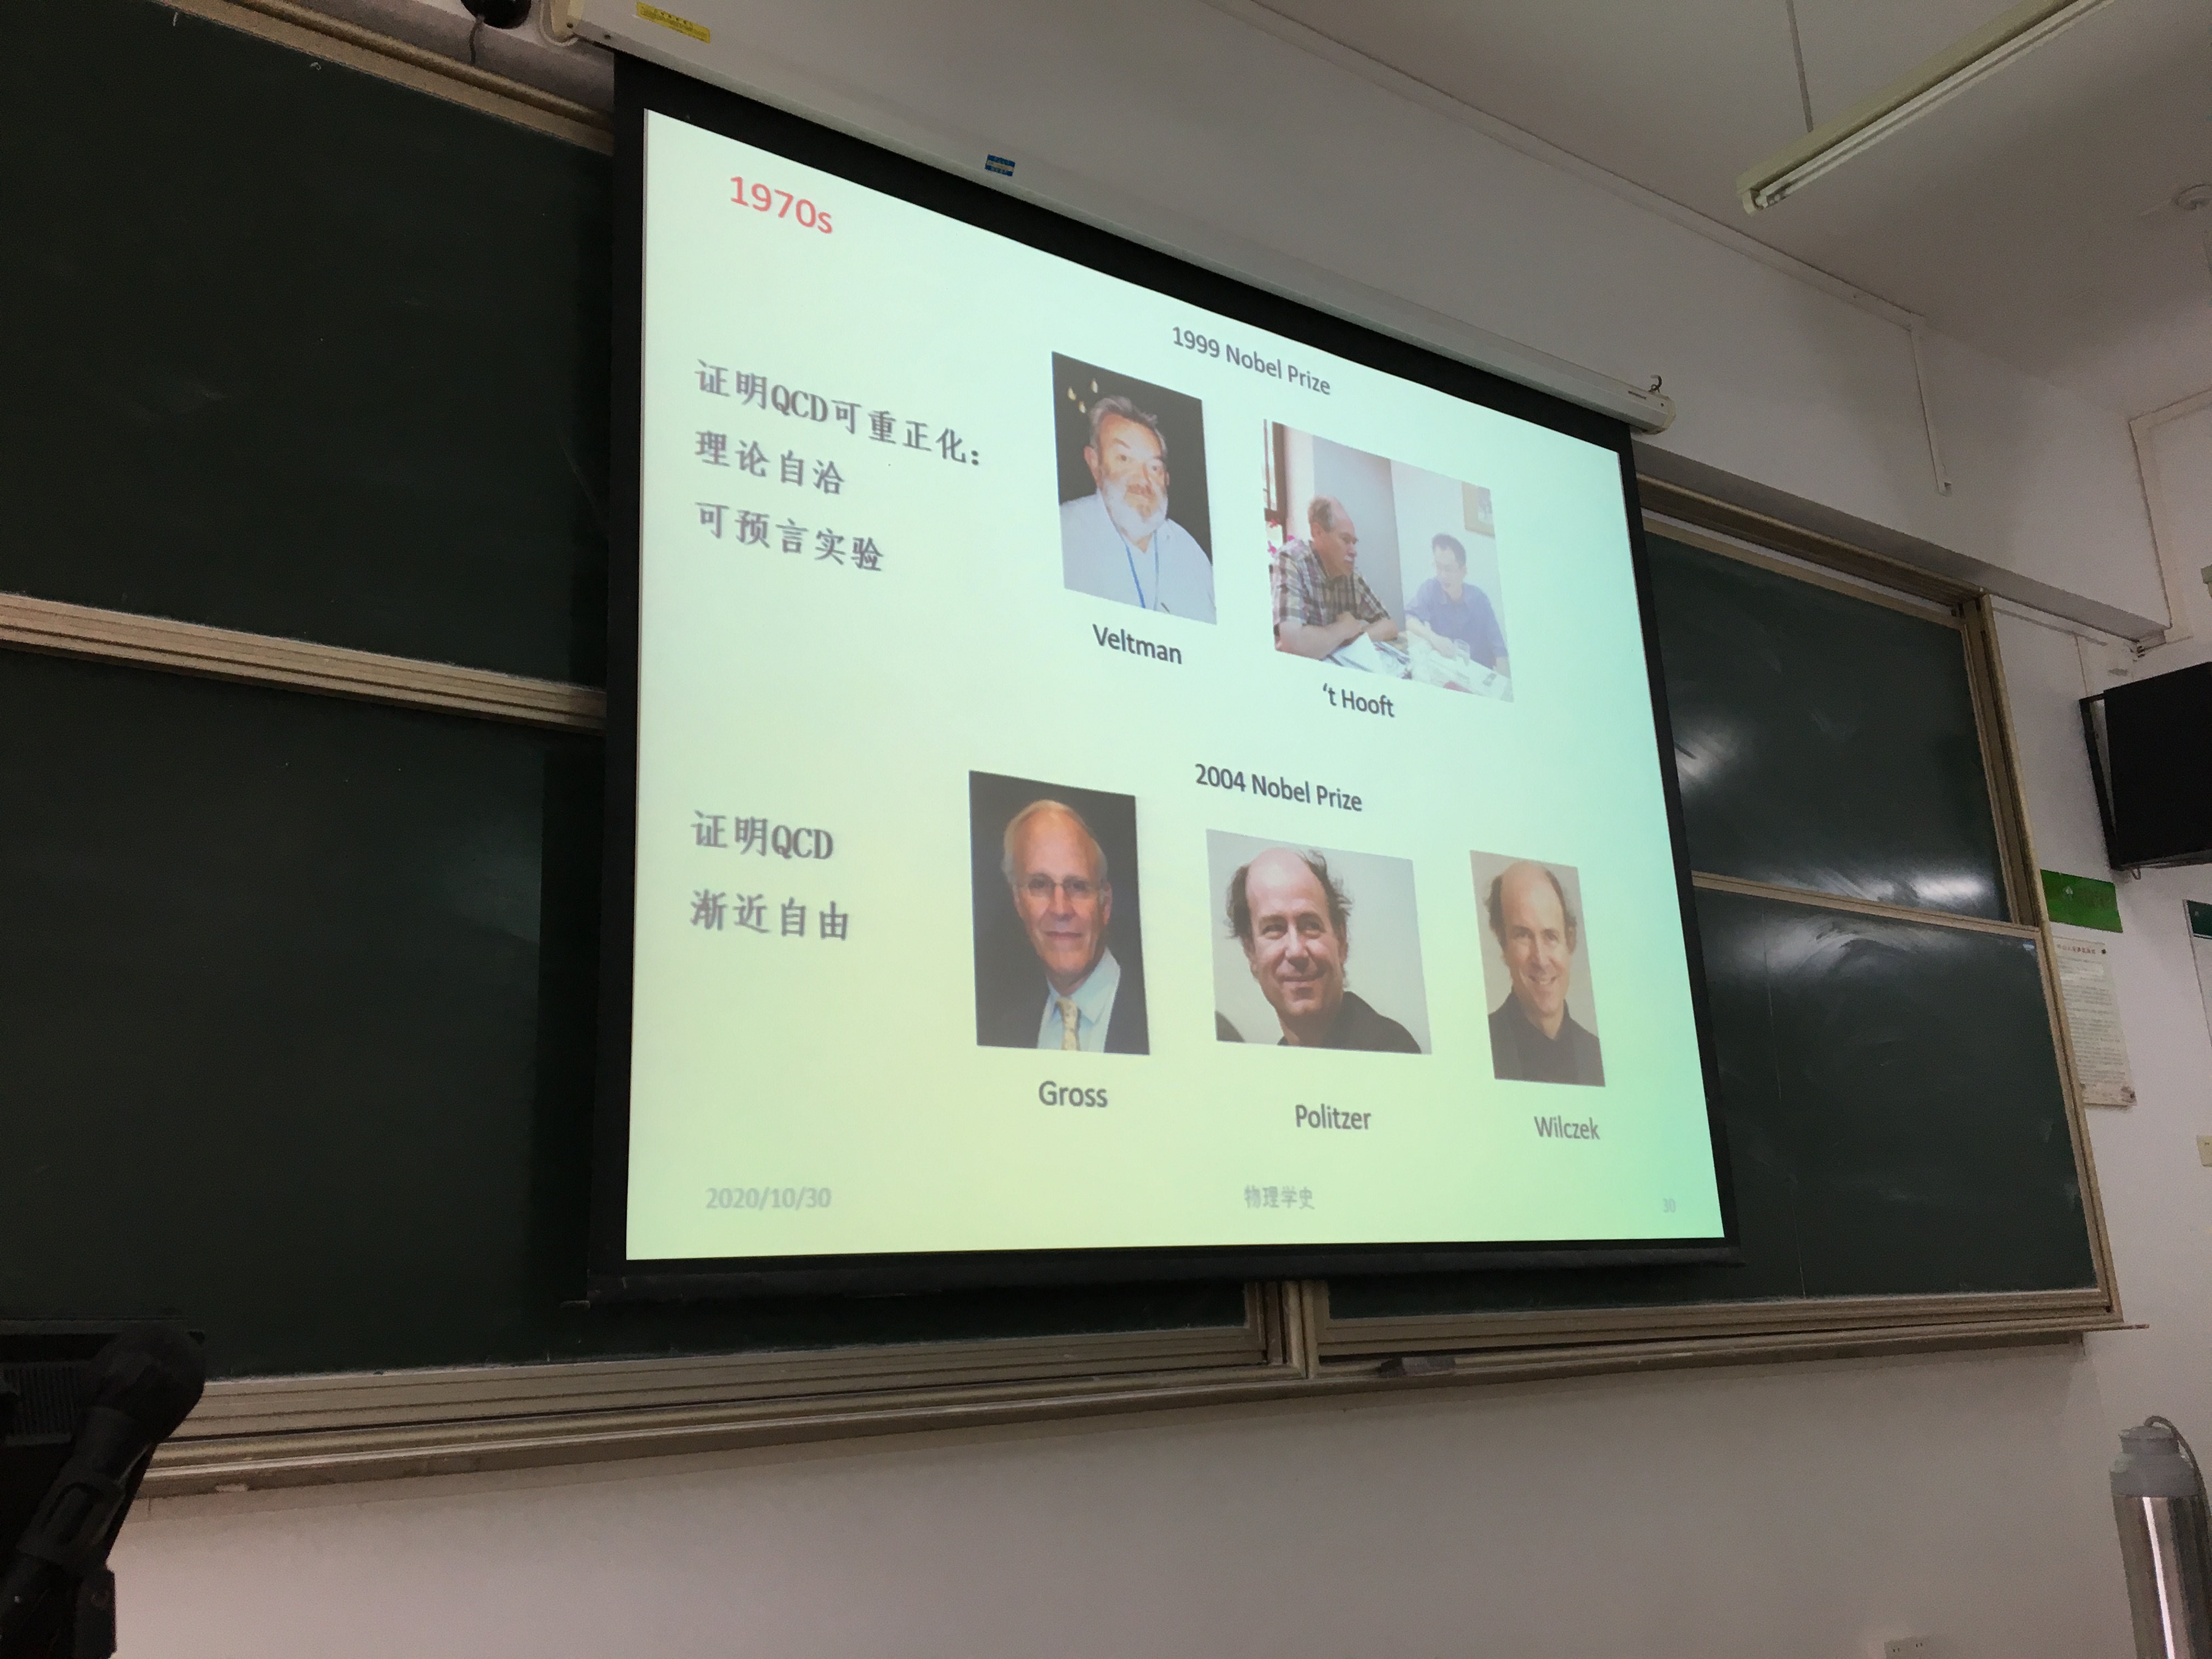 1970s
1999 Nobel Prize
证明QCD可重正化：
理论自洽
可预言实验
Veltman
‘t Hooft
2004 Nobel Prize
证明QCD
渐近自由
Gross
Politzer
Wilczek
2020/10/30
物理学史
30